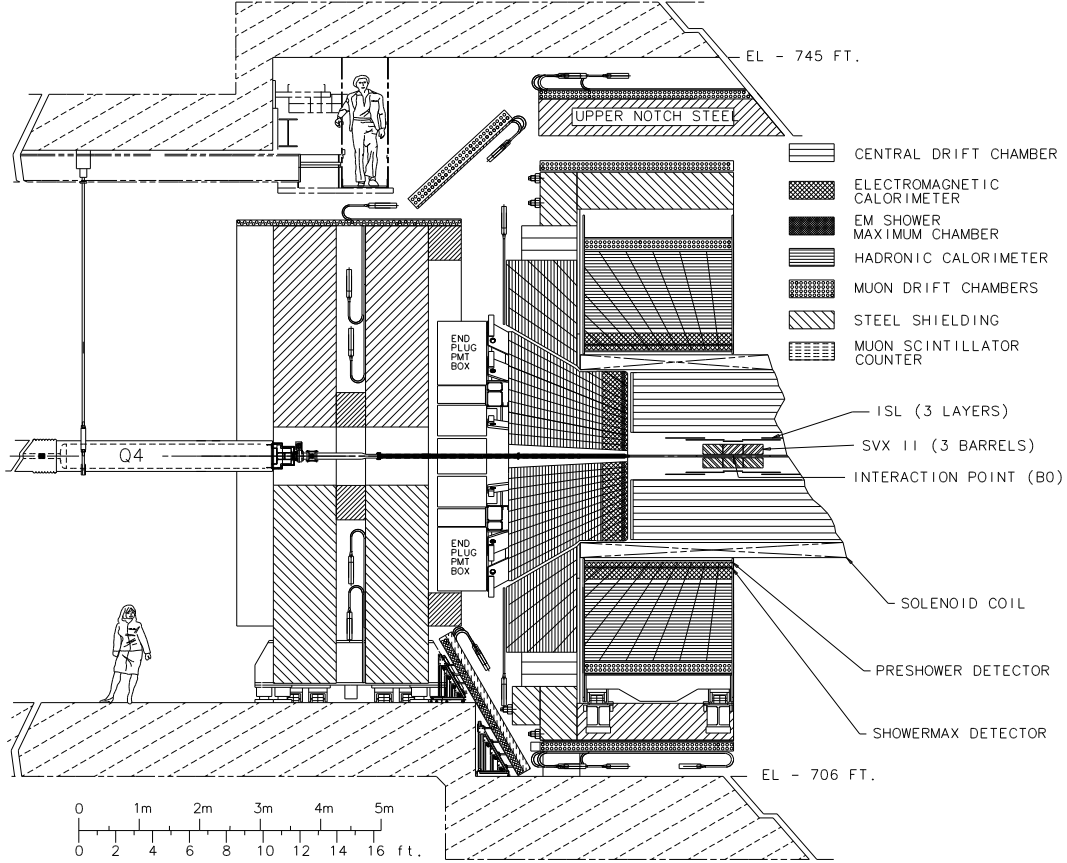 EL - 745 FT.
UPPER NOTCH STEEL
CENTRAL DRIFT CHAMBER
ELECTROMAGNETIC
CALORIMETER
EM SHOWER
MAXIMUM CHAMBER
HADRONIC CALORIMETER
MUON DRIFT CHAMBERS
STEEL SHIELDING
MUON SCINTILLATOR
COUNTER
END
PLUG
PMT
BOX
ISL (3 LAYERS)
SVX II (3 BARRELS)
INTERACTION POINT (B0)
Q4
END
PLUG
PMT
BOX
SOLENOID COIL
PRESHOWER DETECTOR
SHOWERMAX DETECTOR
EL - 706 FT.
0 1m 2m 3m 4m 5m
0 2 4 6 8 10 12 14 16 ft.